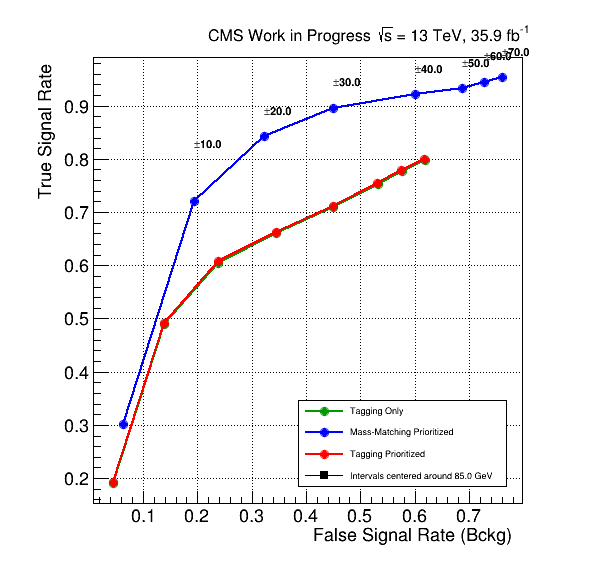 CMS Work in Progress √s = 13 TeV, 35.9 fb⁻¹
±70.0
±60.0
±50.0
±40.0
±30.0
±20.0
±10.0
True Signal Rate
0.9
0.8
0.7
0.6
0.5
0.4
0.3
0.2
Tagging Only
Mass-Matching Prioritized
Tagging Prioritized
Intervals centered around 85.0 GeV
0.1 0.2 0.3 0.4 0.5 0.6 0.7
False Signal Rate (Bckg)